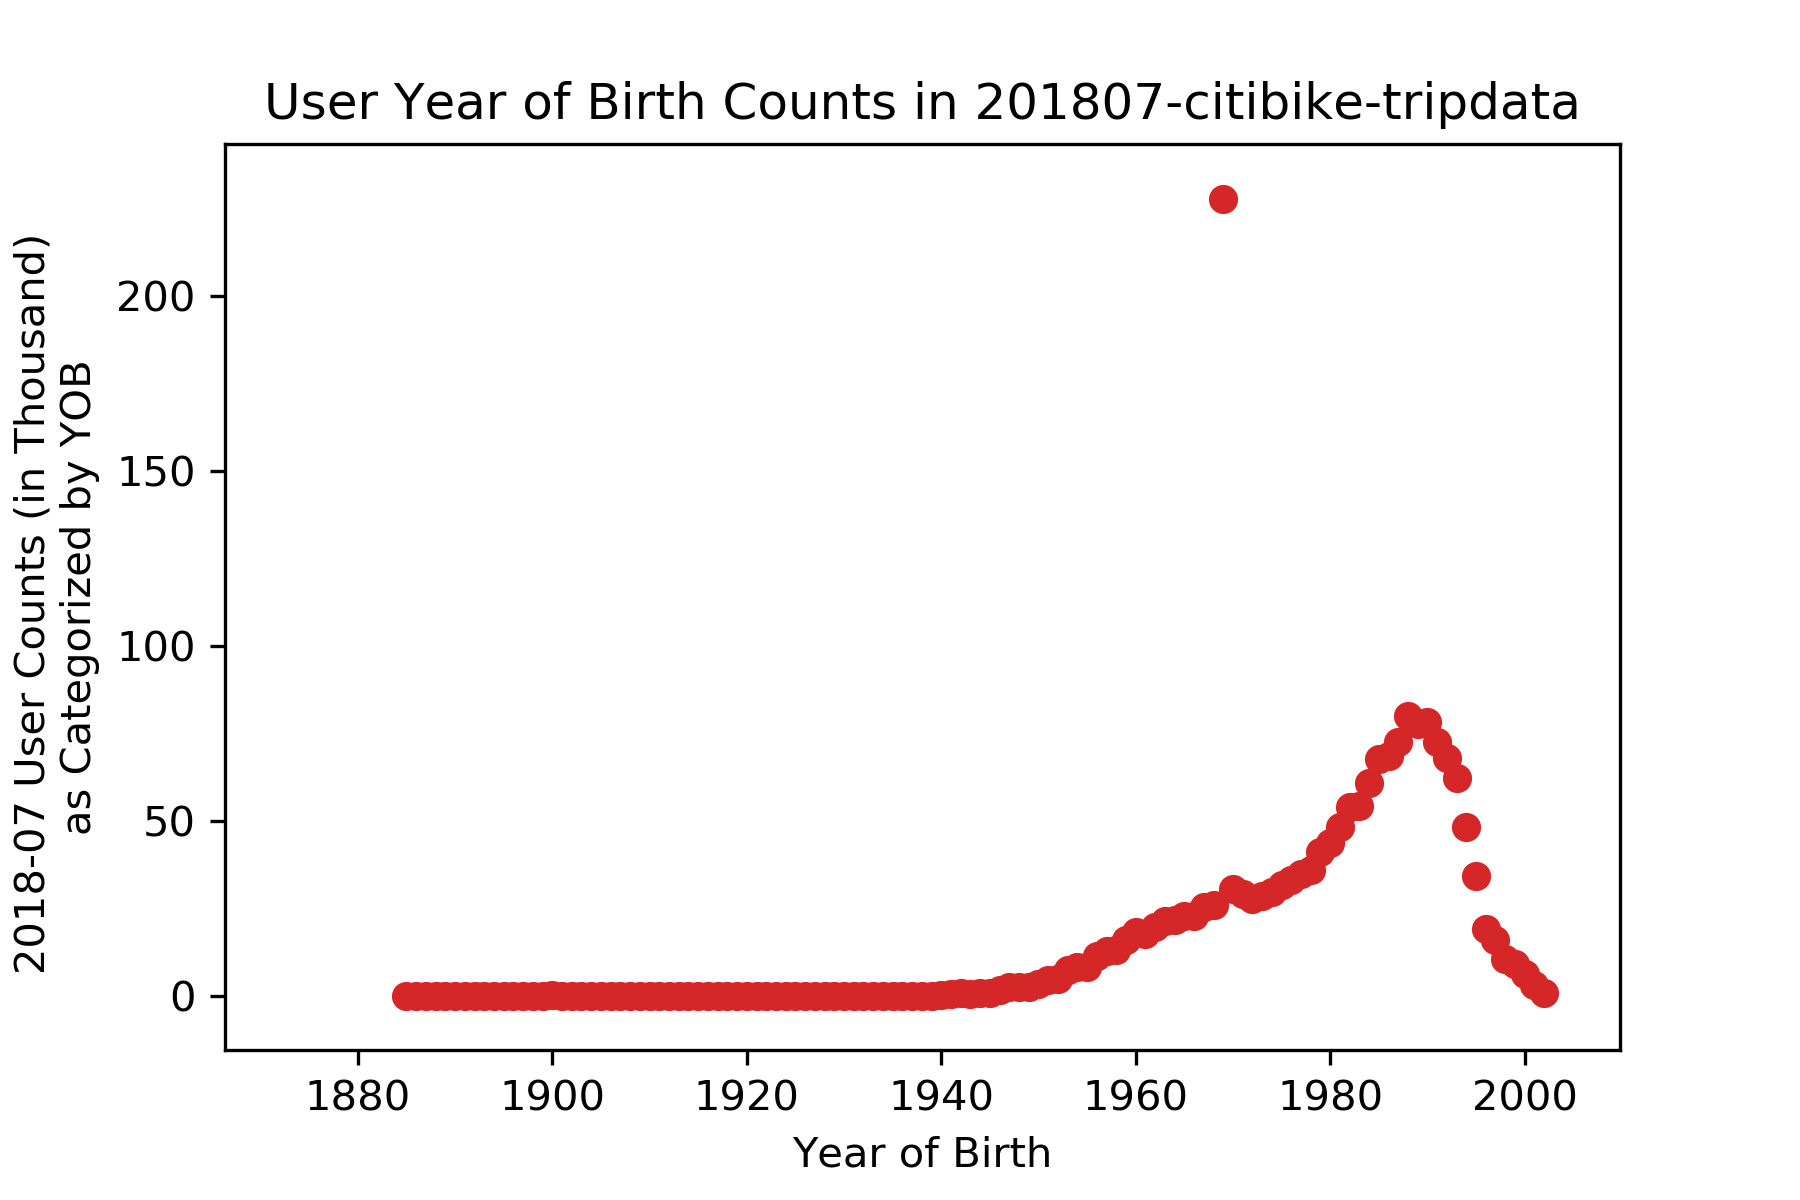 User Year of Birth Counts in 201807-citibike-tripdata
2018-07 User Counts (in Thousand)
as Categorized by YOB
200
150
100
50
0
1880 1900 1920 1940 1960 1980 2000
Year of Birth